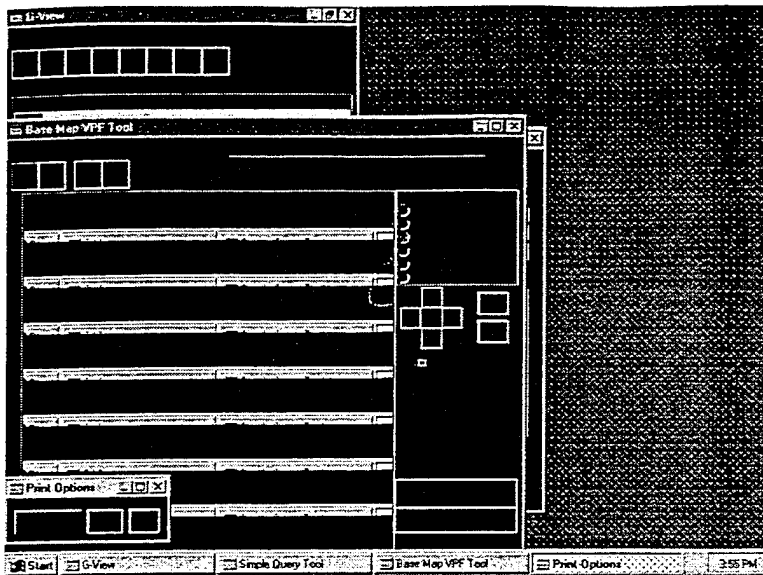 G-View
Base Map VPF Tool
Print Options
Start G-View Simple Query Tool Base Map VPF Tool Print Options 3:55 PM